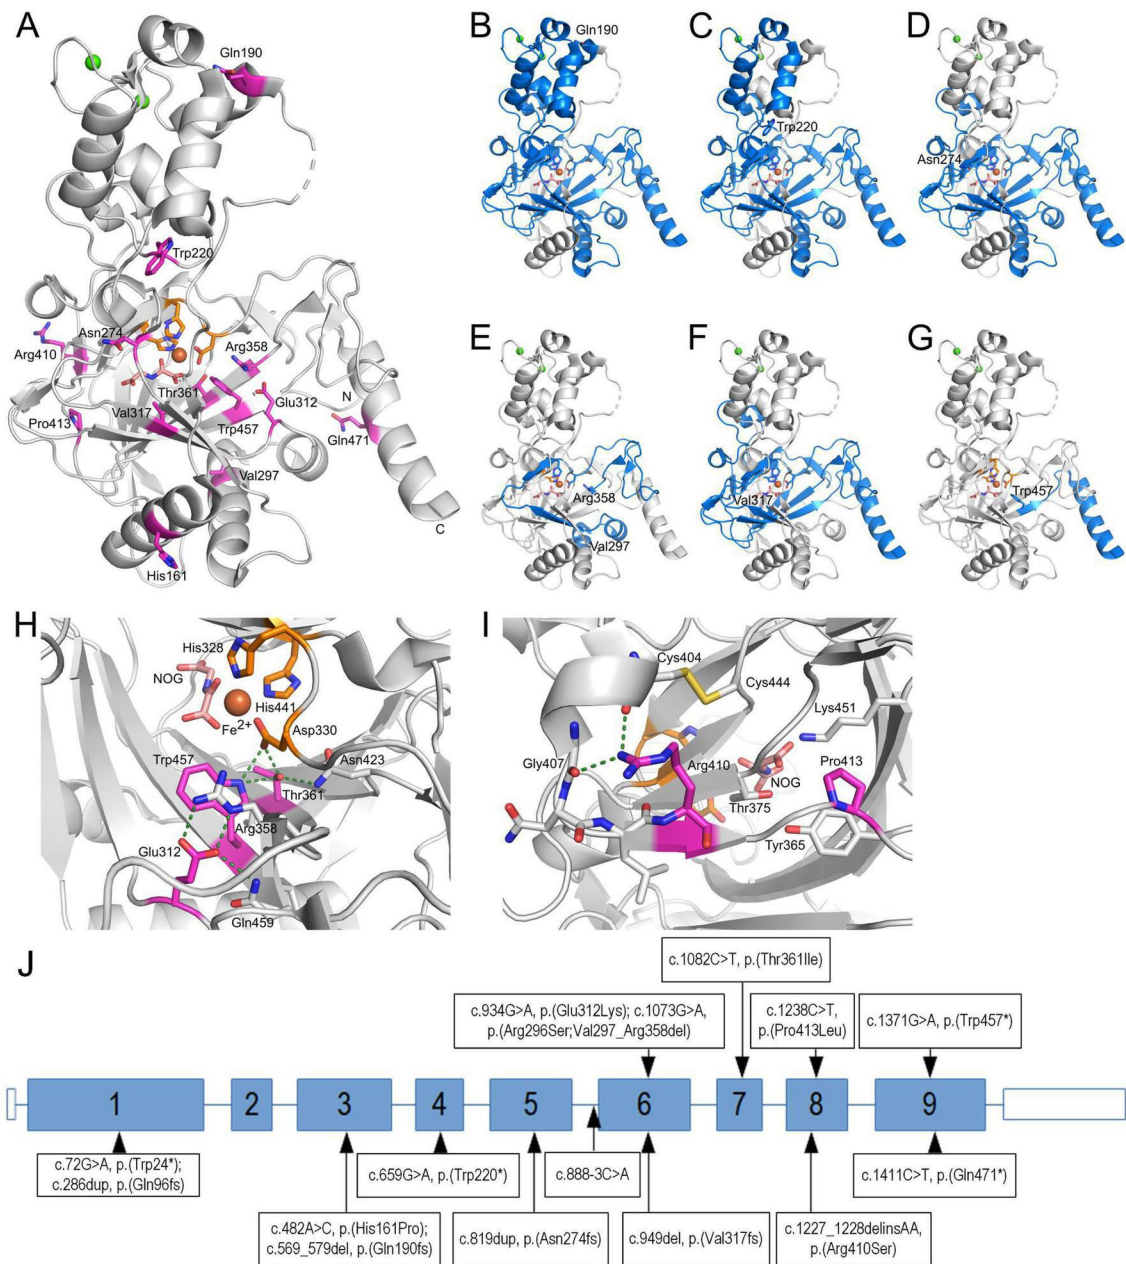 A
Gln190
Trp220
Asn274
Arg410
Arg358
Thr361
N
Glu312
Pro413
Val317
Trp457
Gln471
Val297
C
His161
B
Gln190
C
Trp220
D
Asn274
E
Arg358
Val297
F
Val317
G
Trp457
H
His328
NOG
His441
Fe2+
Asp330
Trp457
Asn423
Thr361
Arg358
Glu312
Gln459
I
Cys404
Cys444
Lys451
Gly407
Arg410
Pro413
NOG
Thr375
Tyr365
J
c.1082C>T, p.(Thr361Ile)
c.934G>A, p.(Glu312Lys); c.1073G>A,
p.(Arg296Ser;Val297_Arg358del)
c.1238C>T,
p.(Pro413Leu)
c.1371G>A, p.(Trp457*)
1
2
3
4
5
6
7
8
9
c.72G>A, p.(Trp24*);
c.286dup, p.(Gln96fs)
c.659G>A, p.(Trp220*)
c.888-3C>A
c.1411C>T, p.(Gln471*)
c.482A>C, p.(His161Pro);
c.569_579del, p.(Gln190fs)
c.819dup, p.(Asn274fs)
c.949del, p.(Val317fs)
c.1227_1228delinsAA,
p.(Arg410Ser)